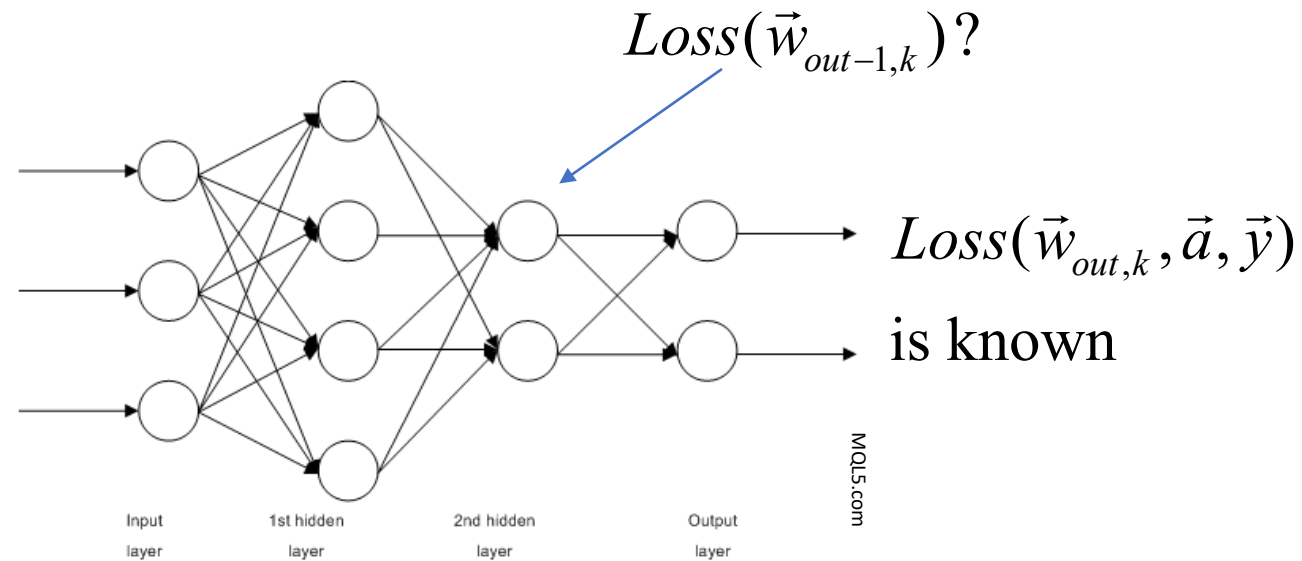 Loss(w⃗_{out−1,k})?
Loss(w⃗_{out,k}, a⃗, y⃗)
is known
MQL5.com
Input layer
1st hidden layer
2nd hidden layer
Output layer